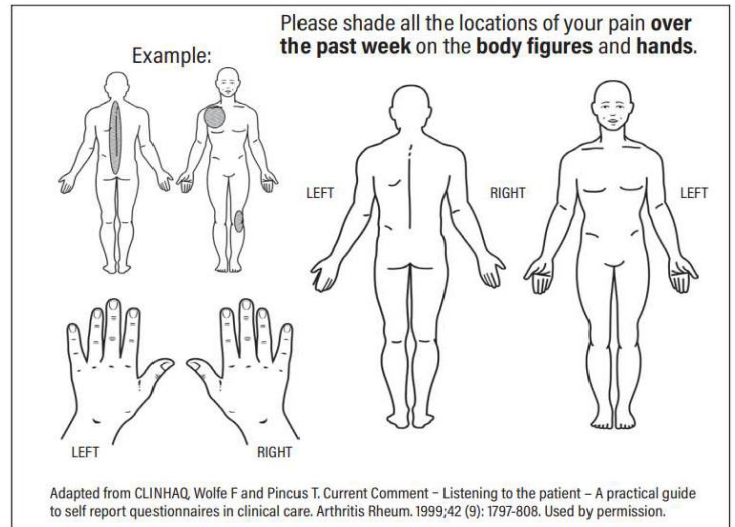 Please shade all the locations of your pain over
the past week on the body figures and hands.
Example:
LEFT
RIGHT
LEFT
LEFT
RIGHT
Adapted from CLINHAQ, Wolfe F and Pincus T. Current Comment – Listening to the patient – A practical guide
to self report questionnaires in clinical care. Arthritis Rheum. 1999;42 (9): 1797-808. Used by permission.